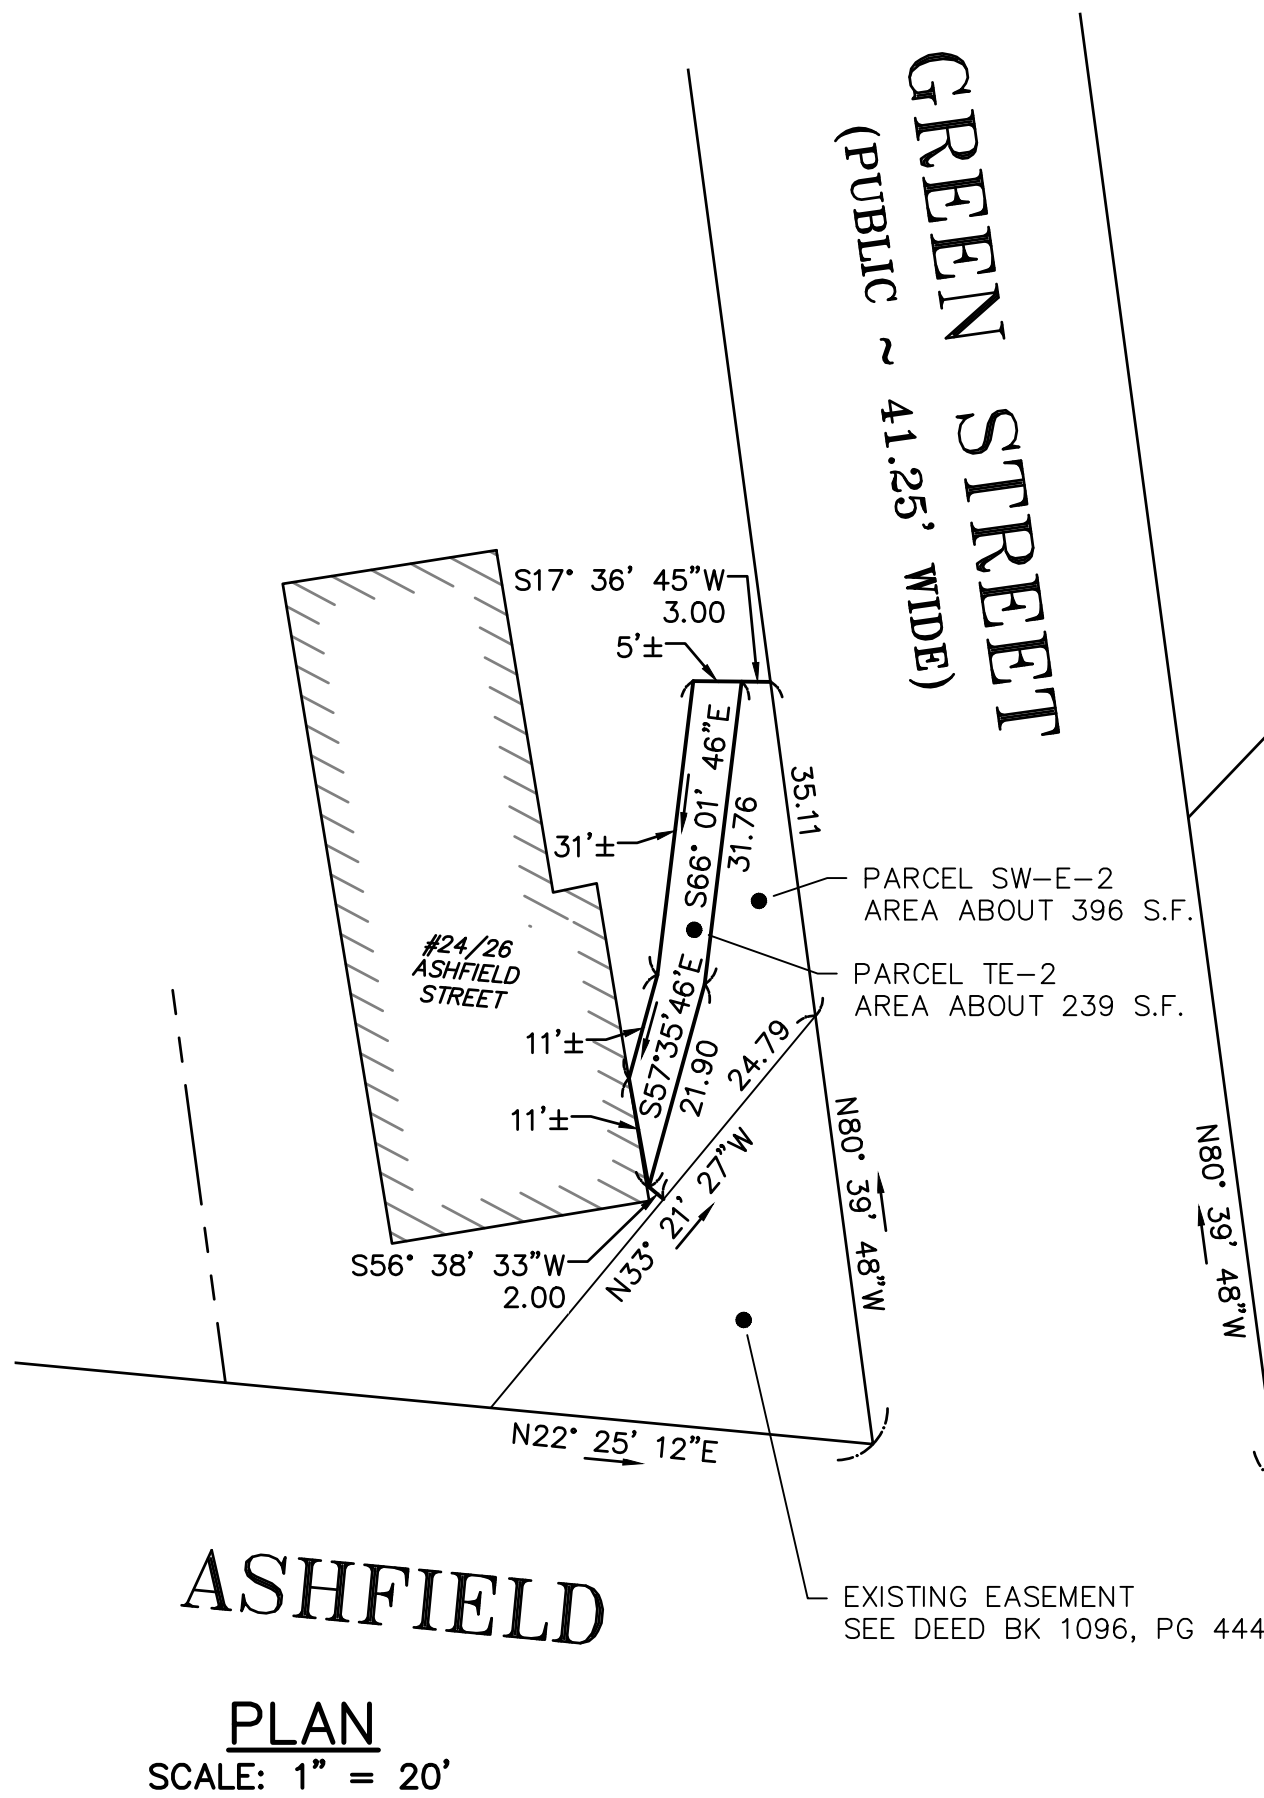 GREEN STREET
(PUBLIC ~ 41.25' WIDE)
S17° 36' 45"W
3.00
5'±
S66° 01' 46"E
31.76
35.11
31'±
PARCEL SW-E-2
AREA ABOUT 396 S.F.
#24/26
ASHFIELD
STREET
PARCEL TE-2
AREA ABOUT 239 S.F.
11'±
S57°35'46"E
21.90
24.79
11'±
N33° 21' 27"W
N80° 39' 48"W
N80° 39' 48"W
S56° 38' 33"W
2.00
N22° 25' 12"E
EXISTING EASEMENT
SEE DEED BK 1096, PG 444
ASHFIELD
PLAN
SCALE: 1" = 20'